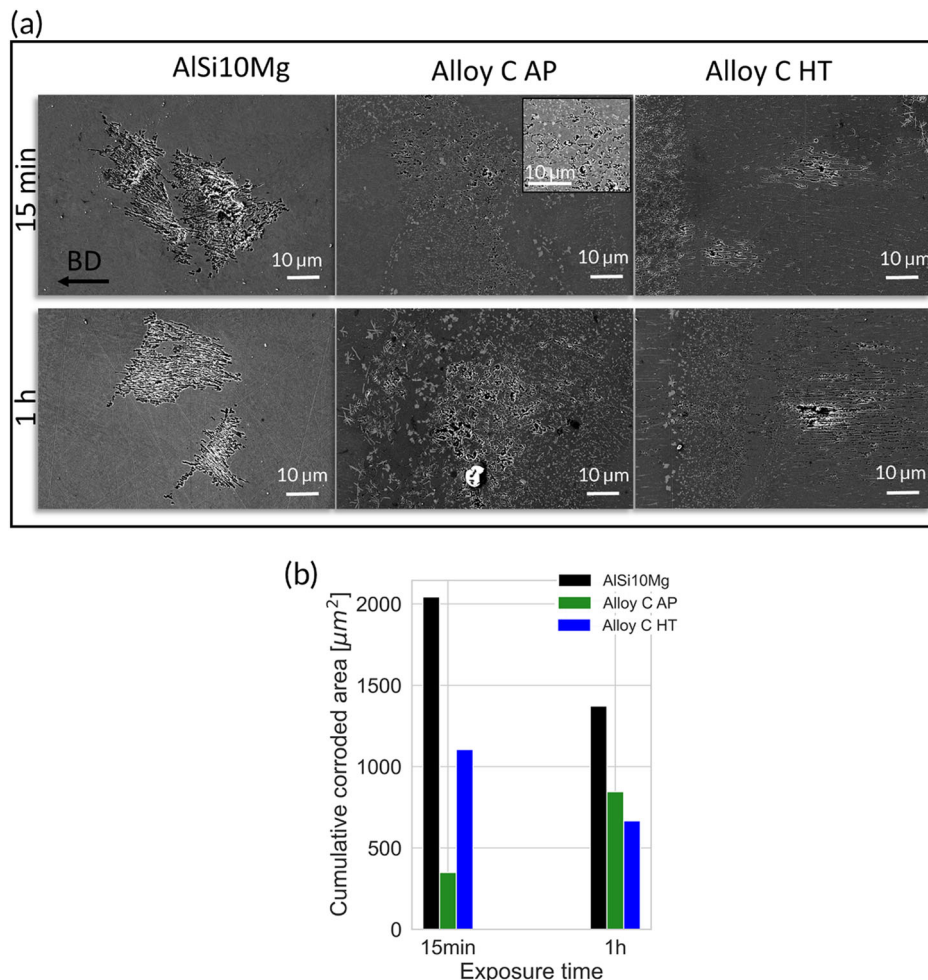 (a)
AlSi10Mg Alloy C AP Alloy C HT
15 min
10 µm
BD
10 µm
10 µm
10 µm
1 h
10 µm
10 µm
10 µm
(b)
AlSi10Mg
Alloy C AP
Alloy C HT
Cumulative corroded area [µm²]
2000
1500
1000
500
0
15min 1h
Exposure time